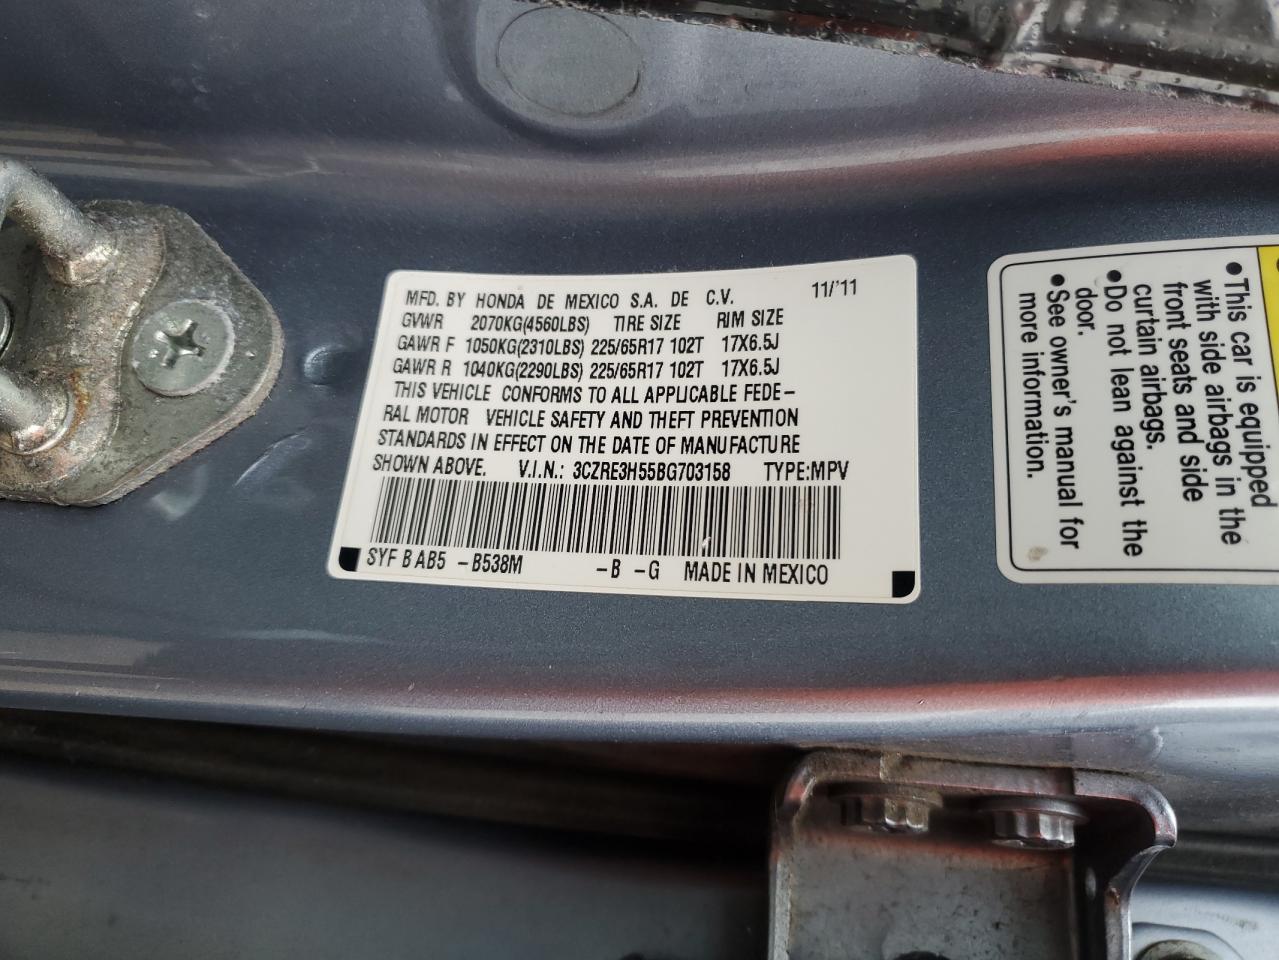 MFD. BY HONDA DE MEXICO S.A. DE C.V. 11/'11
GVWR 2070KG(4560LBS) TIRE SIZE RIM SIZE
GAWR F 1050KG(2310LBS) 225/65R17 102T 17X6.5J
GAWR R 1040KG(2290LBS) 225/65R17 102T 17X6.5J
THIS VEHICLE CONFORMS TO ALL APPLICABLE FEDE-
RAL MOTOR VEHICLE SAFETY AND THEFT PREVENTION
STANDARDS IN EFFECT ON THE DATE OF MANUFACTURE
SHOWN ABOVE. V.I.N.: 3CZRE3H55BG703158 TYPE:MPV
SYF B AB5 -B538M -B -G MADE IN MEXICO
• This car is equipped
with side airbags in the
front seats and side
curtain airbags.
• Do not lean against the
door.
• See owner's manual for
more information.